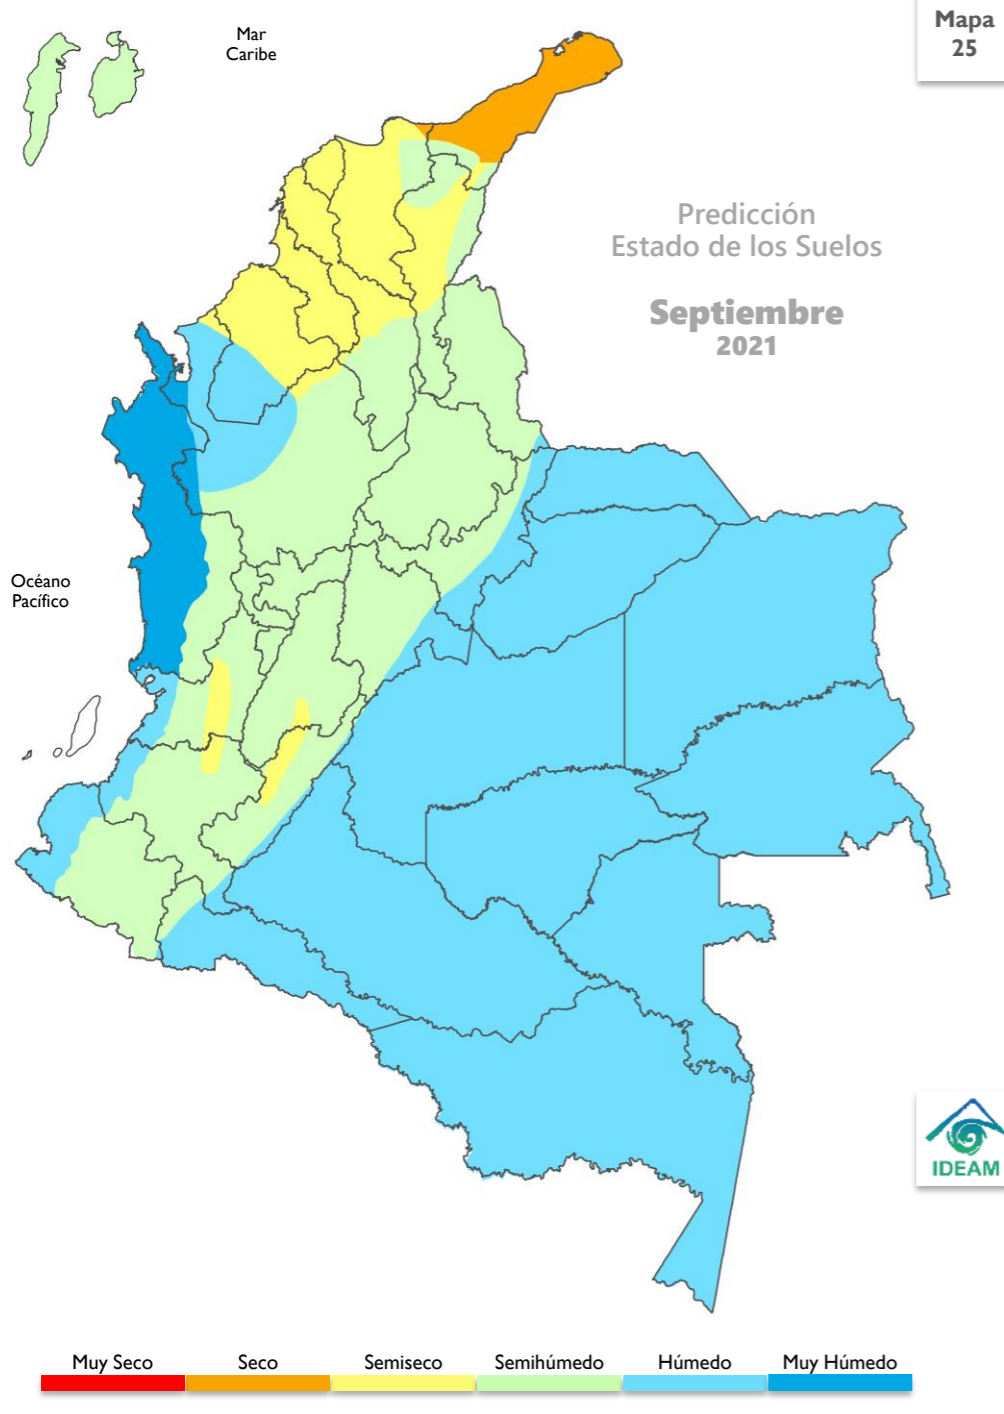 Mapa
25
Mar
Caribe
Predicción
Estado de los Suelos
Septiembre
2021
Océano
Pacífico
IDEAM
Muy Seco
Seco
Semiseco
Semihúmedo
Húmedo
Muy Húmedo